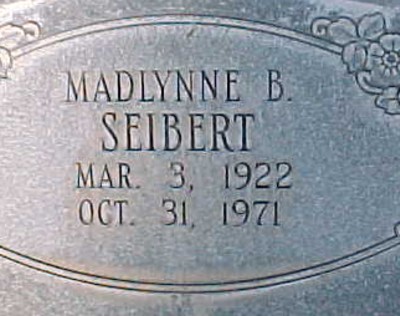 MADLYNNE B.
SEIBERT
MAR. 3, 1922
OCT. 31, 1971